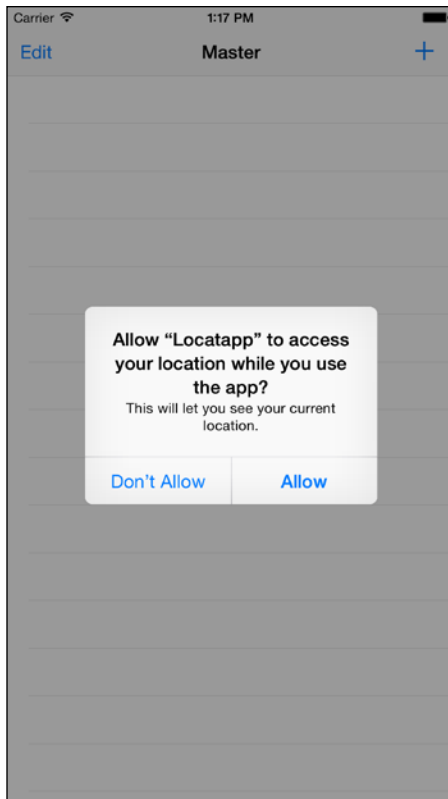 Carrier 1:17 PM
Edit Master +
Allow “Locatapp” to access
your location while you use
the app?
This will let you see your current
location.
Don’t Allow Allow